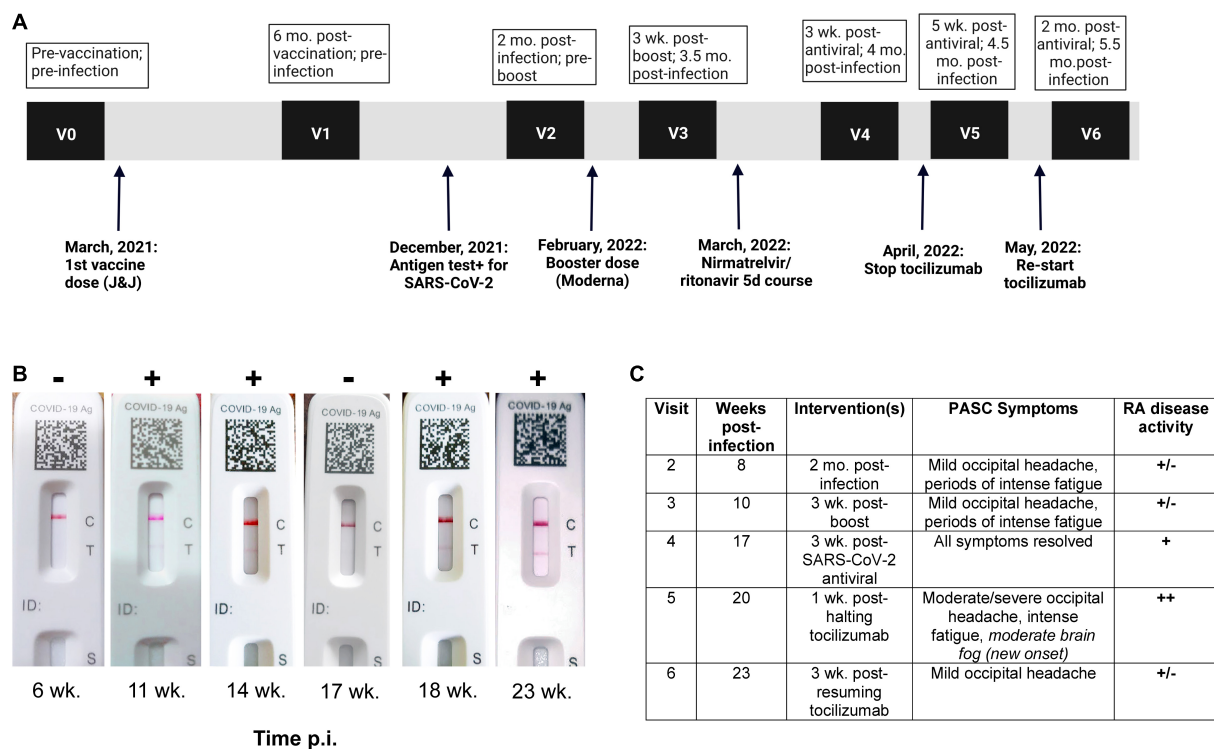 A
Pre-vaccination;
pre-infection
6 mo. post-
vaccination; pre-
infection
2 mo. post-
infection; pre-
boost
3 wk. post-
boost; 3.5 mo.
post-infection
3 wk. post-
antiviral; 4 mo.
post-infection
5 wk. post-
antiviral; 4.5
mo. post-
infection
2 mo. post-
antiviral; 5.5
mo.post-
infection
V0
V1
V2
V3
V4
V5
V6
March, 2021:
1st vaccine
dose (J&J)
December, 2021:
Antigen test+ for
SARS-CoV-2
February, 2022:
Booster dose
(Moderna)
March, 2022:
Nirmatrelvir/
ritonavir 5d course
April, 2022:
Stop tocilizumab
May, 2022:
Re-start
tocilizumab
B
- + + - + +
COVID-19 Ag
C
T
ID:
S
COVID-19 Ag
C
T
ID:
S
COVID-19 Ag
C
T
ID:
S
COVID-19 Ag
C
T
ID:
S
COVID-19 Ag
C
T
ID:
S
COVID-19 Ag
C
T
ID:
S
6 wk. 11 wk. 14 wk. 17 wk. 18 wk. 23 wk.
Time p.i.
C
Visit
Weeks
post-
infection
Intervention(s)
PASC Symptoms
RA disease
activity
2
8
2 mo. post-
infection
Mild occipital headache,
periods of intense fatigue
+/-
3
10
3 wk. post-
boost
Mild occipital headache,
periods of intense fatigue
+/-
4
17
3 wk. post-
SARS-CoV-2
antiviral
All symptoms resolved
+
5
20
1 wk. post-
halting
tocilizumab
Moderate/severe occipital
headache, intense
fatigue, moderate brain
fog (new onset)
++
6
23
3 wk. post-
resuming
tocilizumab
Mild occipital headache
+/-